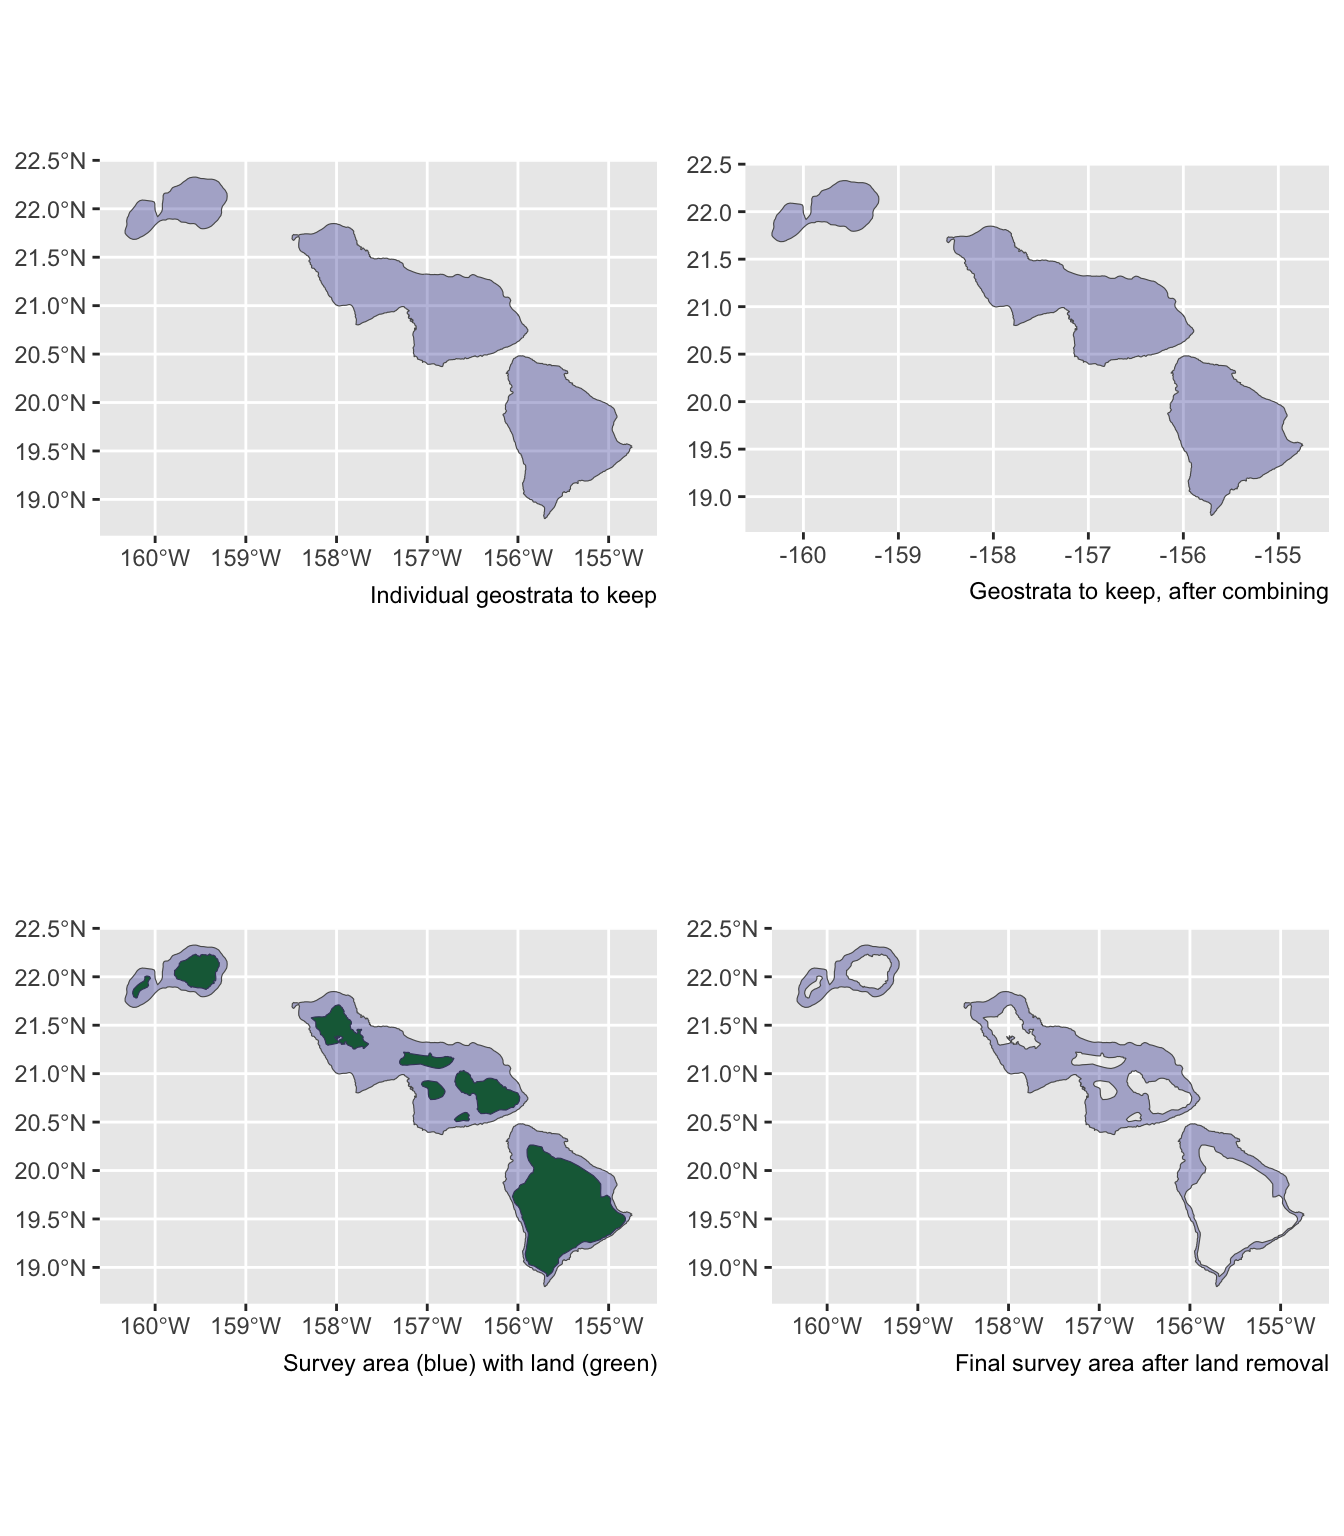 22.5°N
22.0°N
21.5°N
21.0°N
20.5°N
20.0°N
19.5°N
19.0°N
160°W 159°W 158°W 157°W 156°W 155°W
Individual geostrata to keep
22.5
22.0
21.5
21.0
20.5
20.0
19.5
19.0
-160 -159 -158 -157 -156 -155
Geostrata to keep, after combining
22.5°N
22.0°N
21.5°N
21.0°N
20.5°N
20.0°N
19.5°N
19.0°N
160°W 159°W 158°W 157°W 156°W 155°W
Survey area (blue) with land (green)
22.5°N
22.0°N
21.5°N
21.0°N
20.5°N
20.0°N
19.5°N
19.0°N
160°W 159°W 158°W 157°W 156°W 155°W
Final survey area after land removal